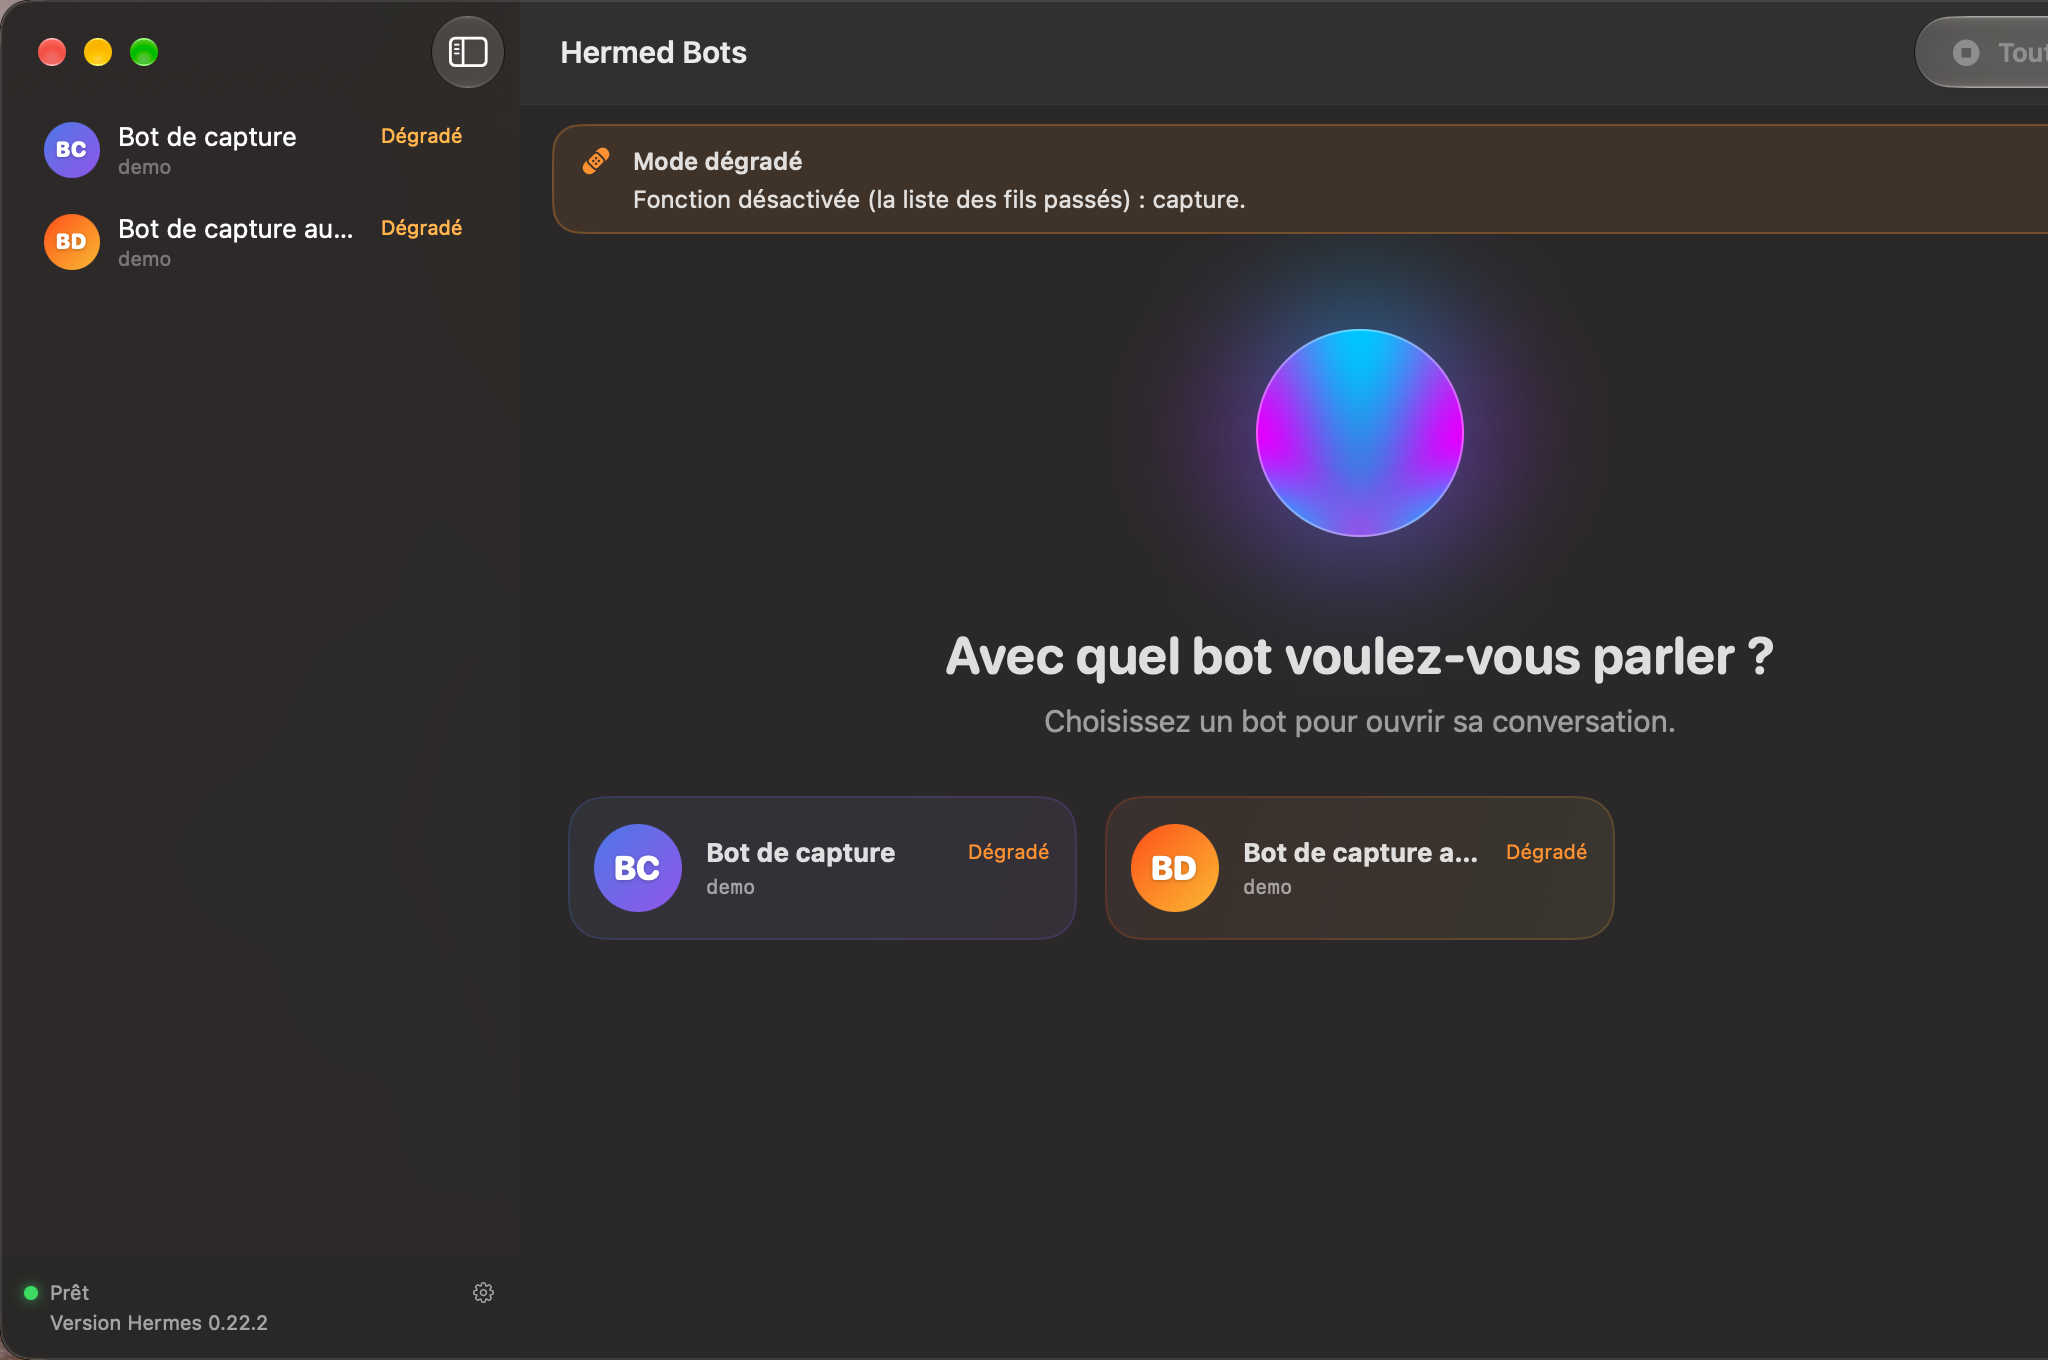 Hermed Bots
Tout
BC
Bot de capture
Dégradé
demo
BD
Bot de capture au...
Dégradé
demo
Mode dégradé
Fonction désactivée (la liste des fils passés) : capture.
Avec quel bot voulez-vous parler ?
Choisissez un bot pour ouvrir sa conversation.
BC
Bot de capture
Dégradé
demo
BD
Bot de capture a...
Dégradé
demo
Prêt
Version Hermes 0.22.2